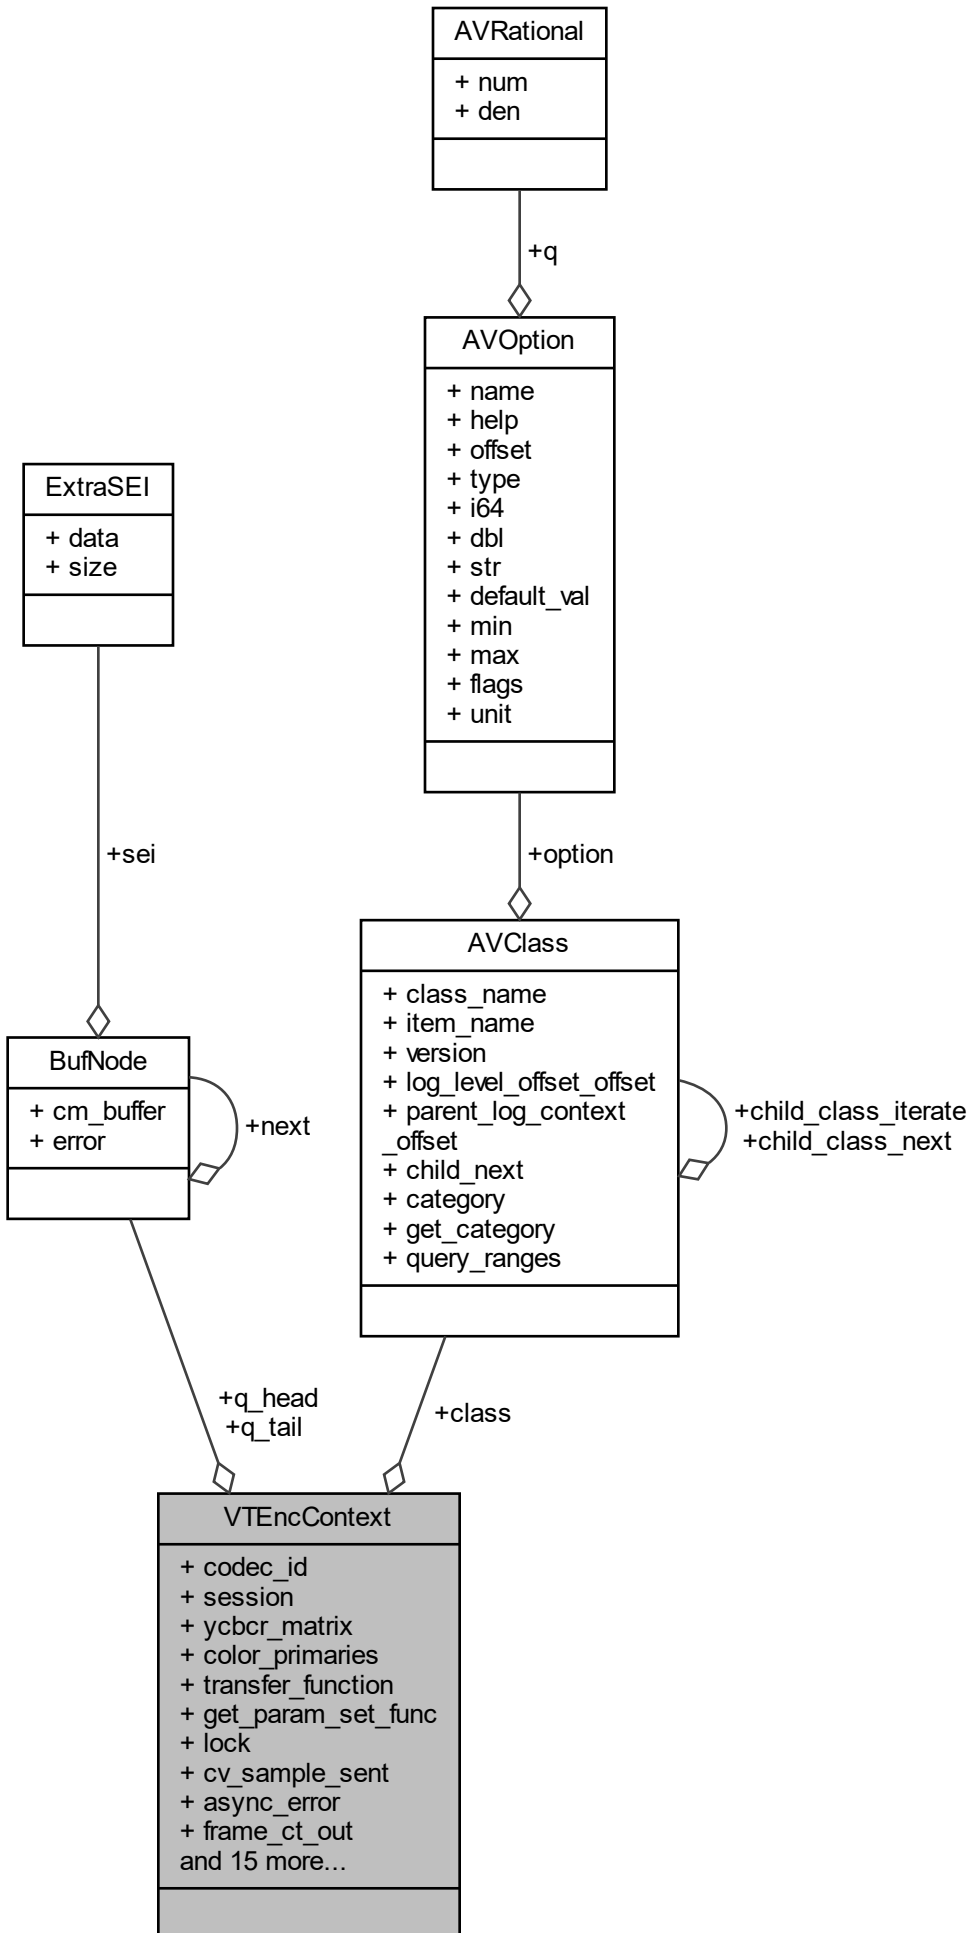 AVRational
+ num
+ den
+q
AVOption
+ name
+ help
+ offset
+ type
+ i64
+ dbl
+ str
+ default_val
+ min
+ max
+ flags
+ unit
ExtraSEI
+ data
+ size
+sei
+option
AVClass
+ class_name
+ item_name
+ version
+ log_level_offset_offset
+ parent_log_context
_offset
+ child_next
+ category
+ get_category
+ query_ranges
+child_class_iterate
+child_class_next
BufNode
+ cm_buffer
+ error
+next
+q_head
+q_tail
+class
VTEncContext
+ codec_id
+ session
+ ycbcr_matrix
+ color_primaries
+ transfer_function
+ get_param_set_func
+ lock
+ cv_sample_sent
+ async_error
+ frame_ct_out
and 15 more...